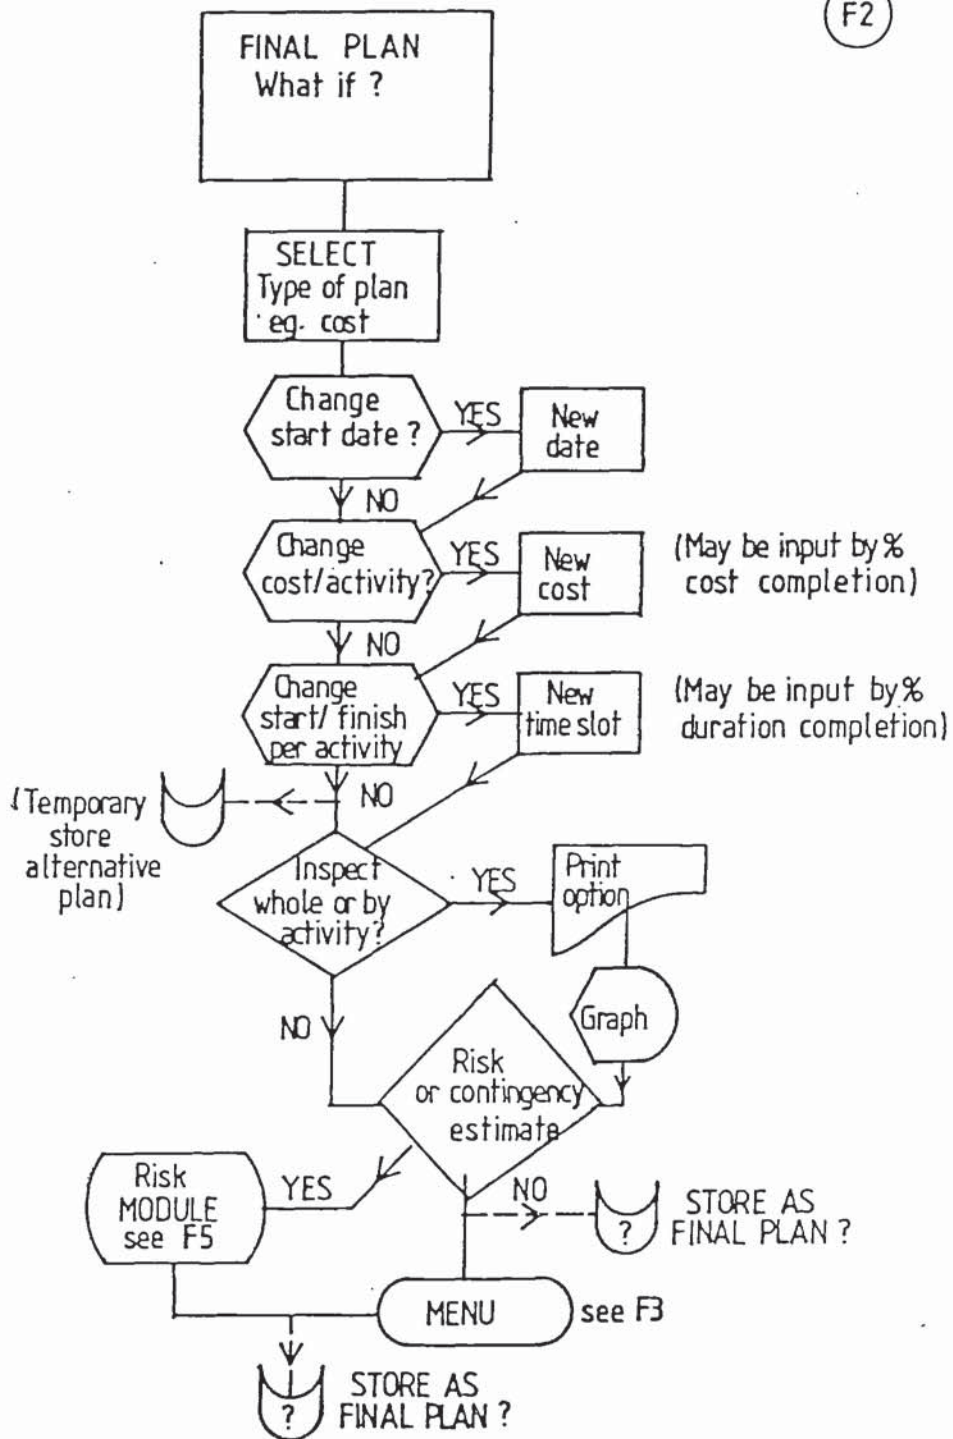 F2
FINAL PLAN
What if ?
SELECT
Type of plan
eg. cost
Change
start date ?
YES
New
date
NO
Change
cost/activity?
YES
New
cost
(May be input by %
cost completion)
NO
Change
start/ finish
per activity
YES
New
time slot
(May be input by %
duration completion)
NO
(Temporary
store
alternative
plan)
Inspect
whole or by
activity?
YES
Print
option
NO
Graph
Risk
or contingency
estimate
Risk
MODULE
see F5
YES
NO
?
STORE AS
FINAL PLAN ?
MENU
see F3
?
STORE AS
FINAL PLAN ?